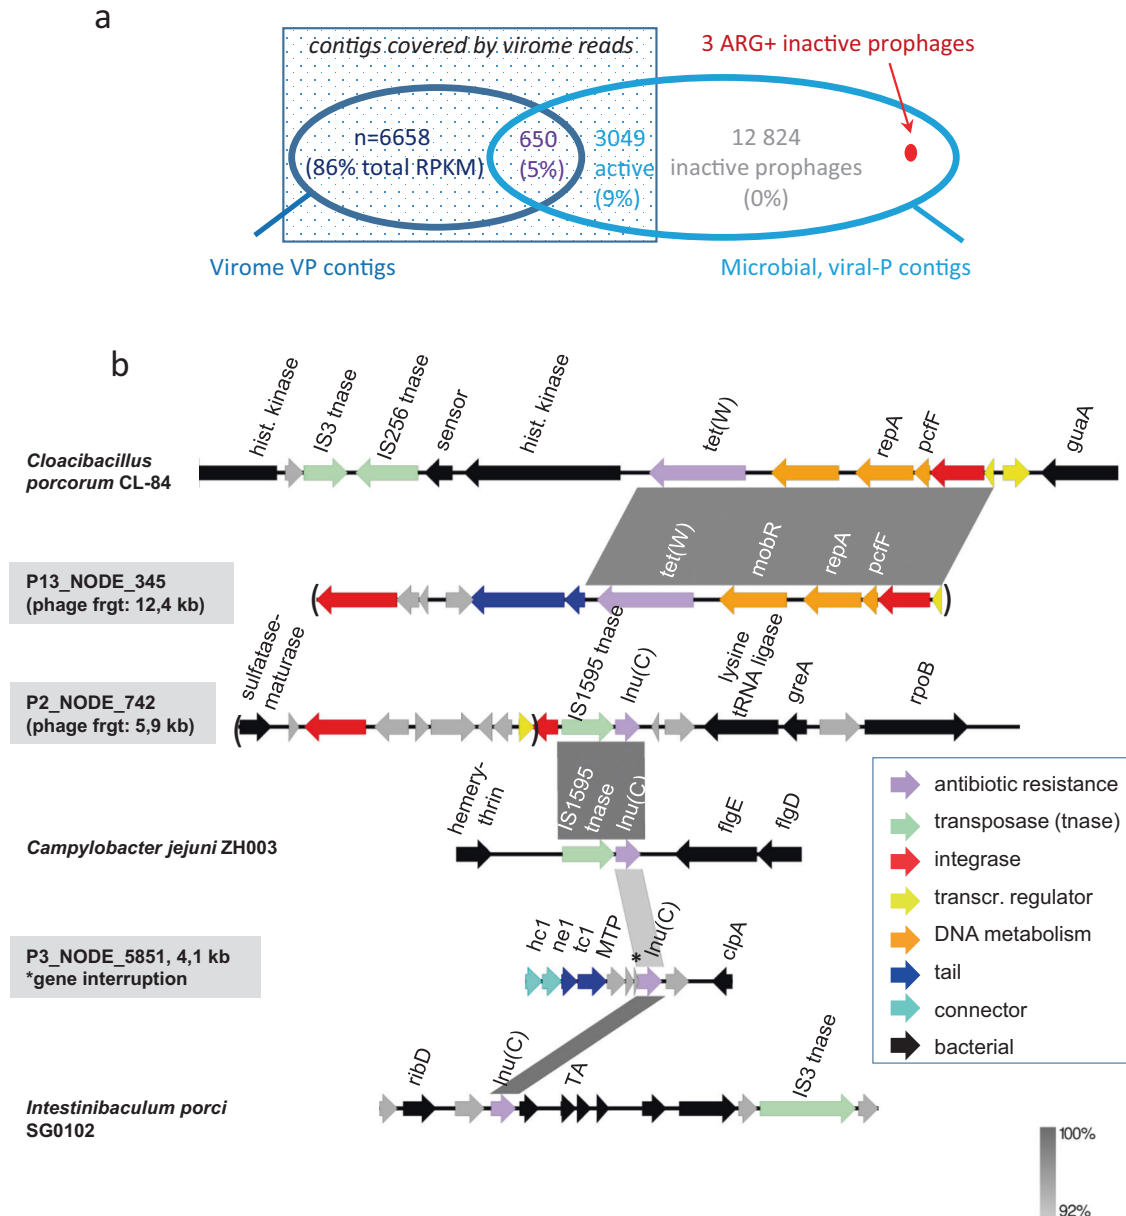 a
contigs covered by virome reads
3 ARG+ inactive prophages
n=6658
(86% total RPKM)
650
(5%)
3049
active
(9%)
12 824
inactive prophages
(0%)
Virome VP contigs
Microbial, viral-P contigs
b
hist. kinase
IS3 tnase
IS256 tnase
sensor
hist. kinase
tet(W)
repA
pcfF
guaA
Cloacibacillus
porcorum CL-84
tet(W)
mobR
repA
pcfF
P13_NODE_345
(phage frgt: 12,4 kb)
(
)
sulfatase-
maturase
IS1595 tnase
lnu(C)
lysine
tRNA ligase
greA
rpoB
P2_NODE_742
(phage frgt: 5,9 kb)
(
)
IS1595
tnase
lnu(C)
hemery-
thrin
flgE
flgD
Campylobacter jejuni ZH003
hc1
ne1
tc1
MTP
*
lnu(C)
clpA
P3_NODE_5851, 4,1 kb
*gene interruption
ribD
lnu(C)
TA
IS3 tnase
Intestinibaculum porci
SG0102
antibiotic resistance
transposase (tnase)
integrase
transcr. regulator
DNA metabolism
tail
connector
bacterial
100%
92%